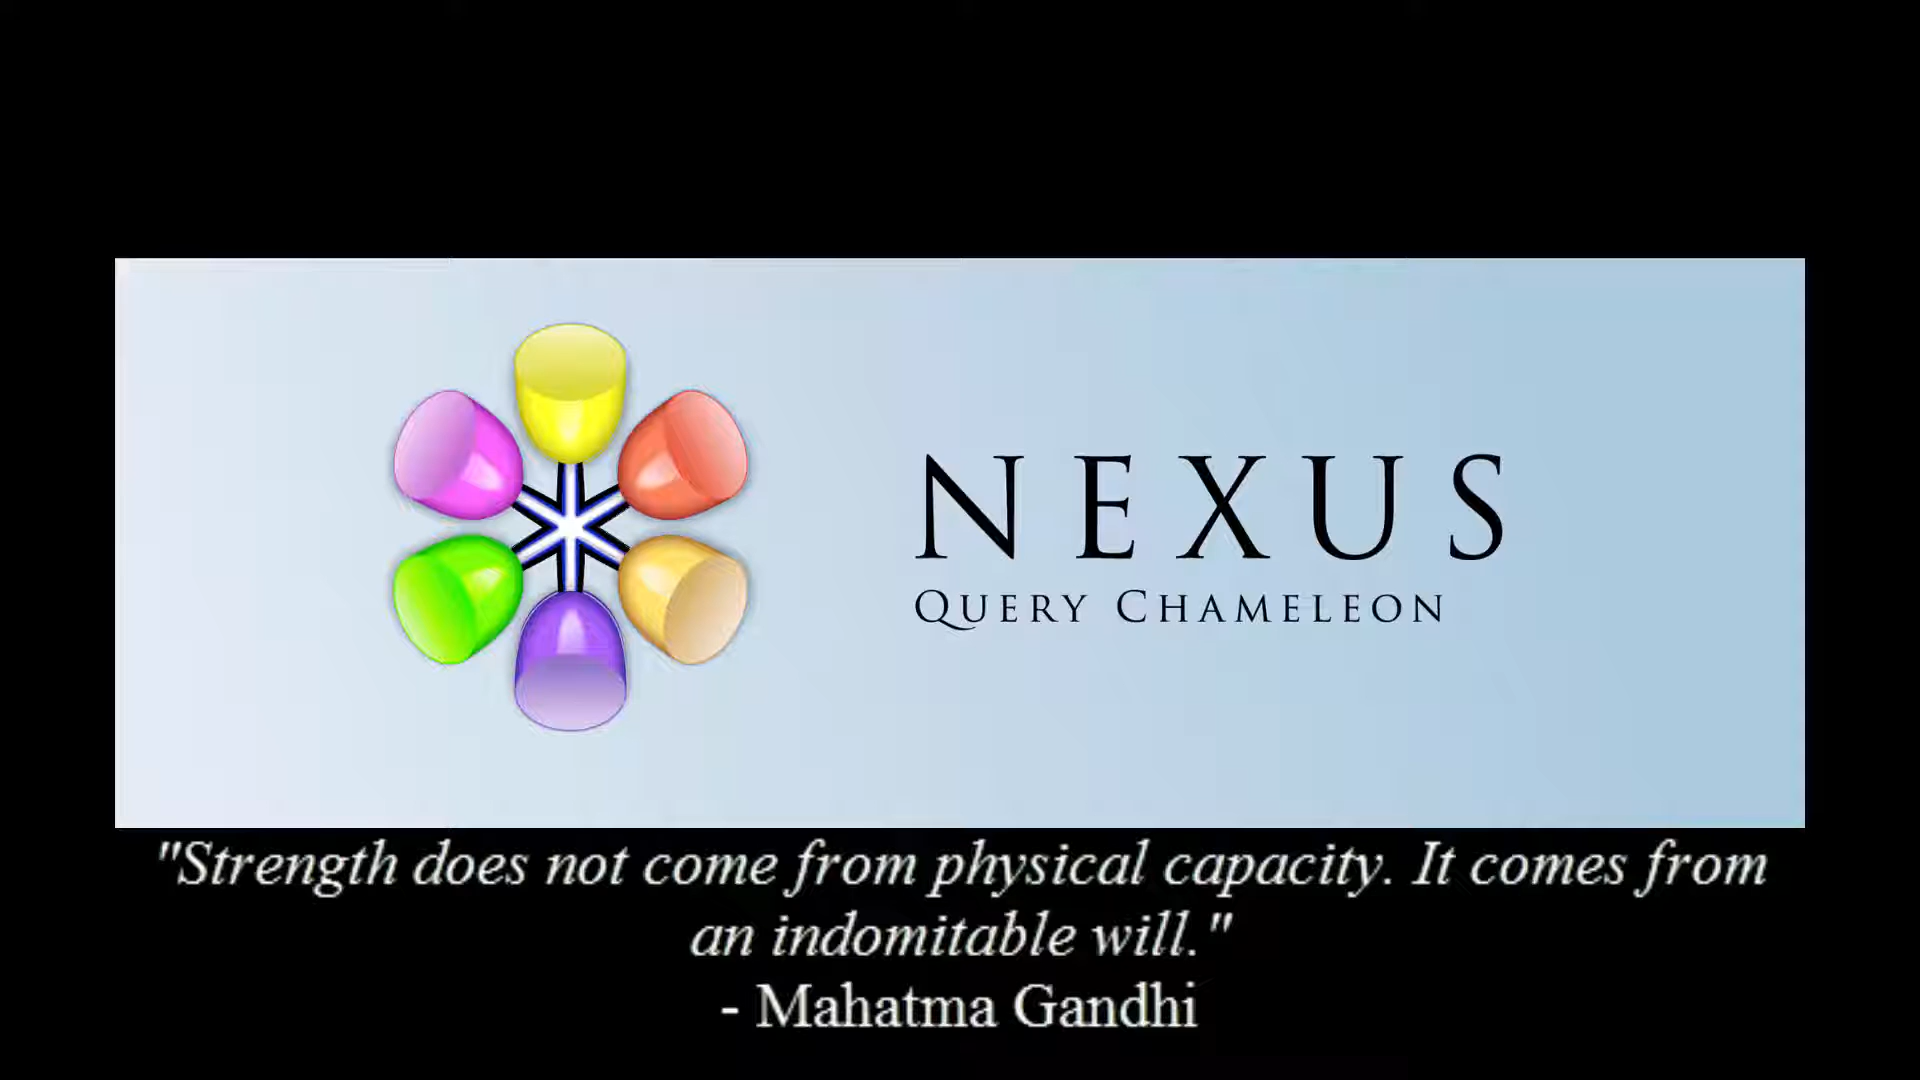 NEXUS
QUERY CHAMELEON
"Strength does not come from physical capacity. It comes from
an indomitable will."
- Mahatma Gandhi